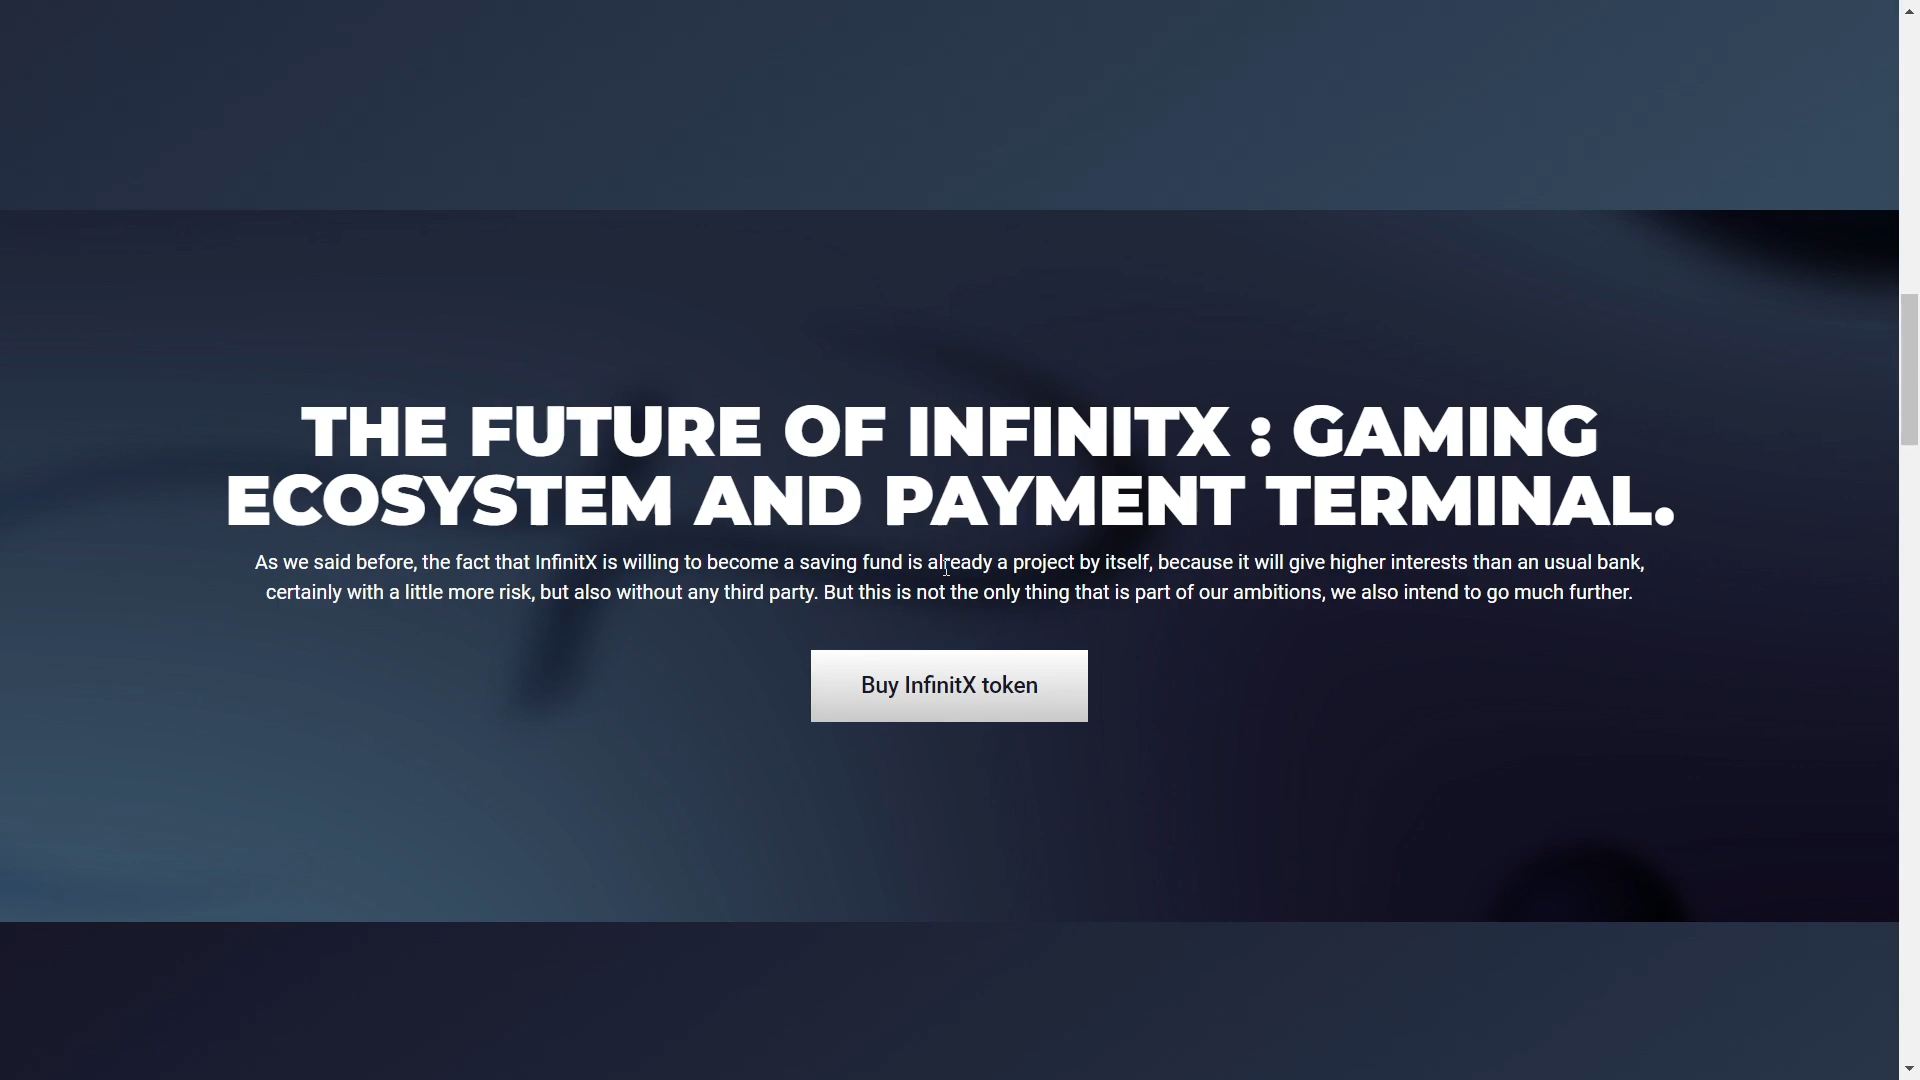 THE FUTURE OF INFINITX : GAMING
ECOSYSTEM AND PAYMENT TERMINAL.
As we said before, the fact that InfinitX is willing to become a saving fund is already a project by itself, because it will give higher interests than an usual bank,
certainly with a little more risk, but also without any third party. But this is not the only thing that is part of our ambitions, we also intend to go much further.
Buy InfinitX token